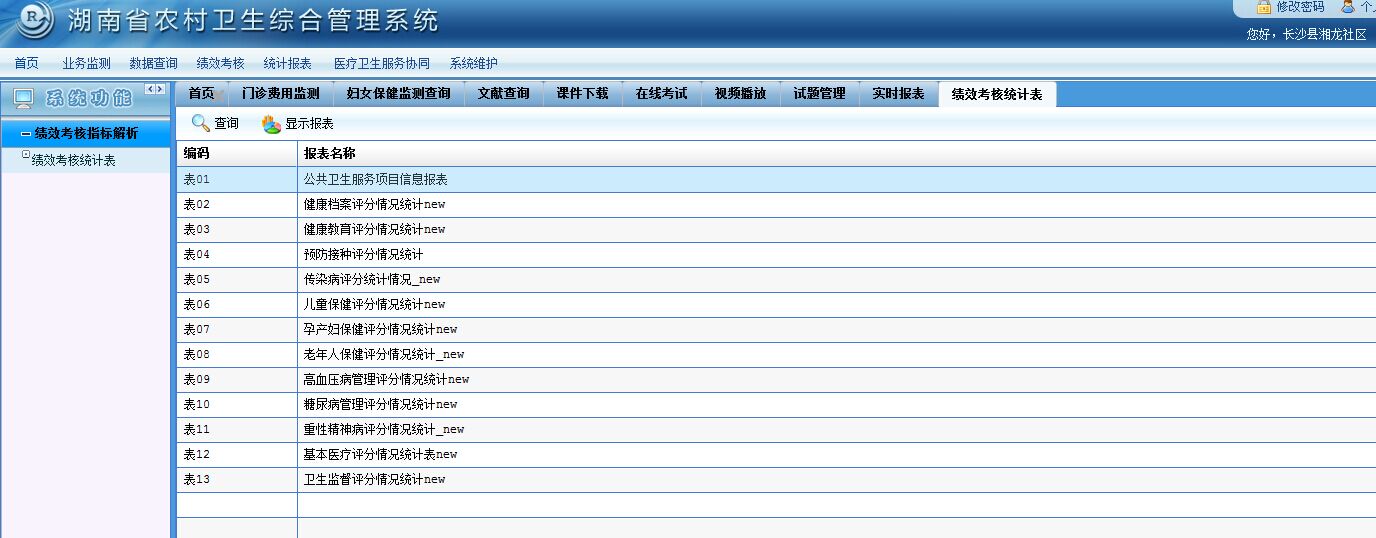 湖南省农村卫生综合管理系统
修改密码
您好，长沙县湘龙社区
首页 业务监测 数据查询 绩效考核 统计报表 医疗卫生服务协同 系统维护
系统功能
首页 门诊费用监测 妇女保健监测查询 文献查询 课件下载 在线考试 视频播放 试题管理 实时报表 绩效考核统计表
绩效考核指标解析
绩效考核统计表
查询 显示报表
编码 报表名称
表01 公共卫生服务项目信息报表
表02 健康档案评分情况统计new
表03 健康教育评分情况统计new
表04 预防接种评分情况统计
表05 传染病评分统计情况_new
表06 儿童保健评分情况统计new
表07 孕产妇保健评分情况统计new
表08 老年人保健评分情况统计_new
表09 高血压病管理评分情况统计new
表10 糖尿病管理评分情况统计new
表11 重性精神病评分情况统计_new
表12 基本医疗评分情况统计表new
表13 卫生监督评分情况统计new